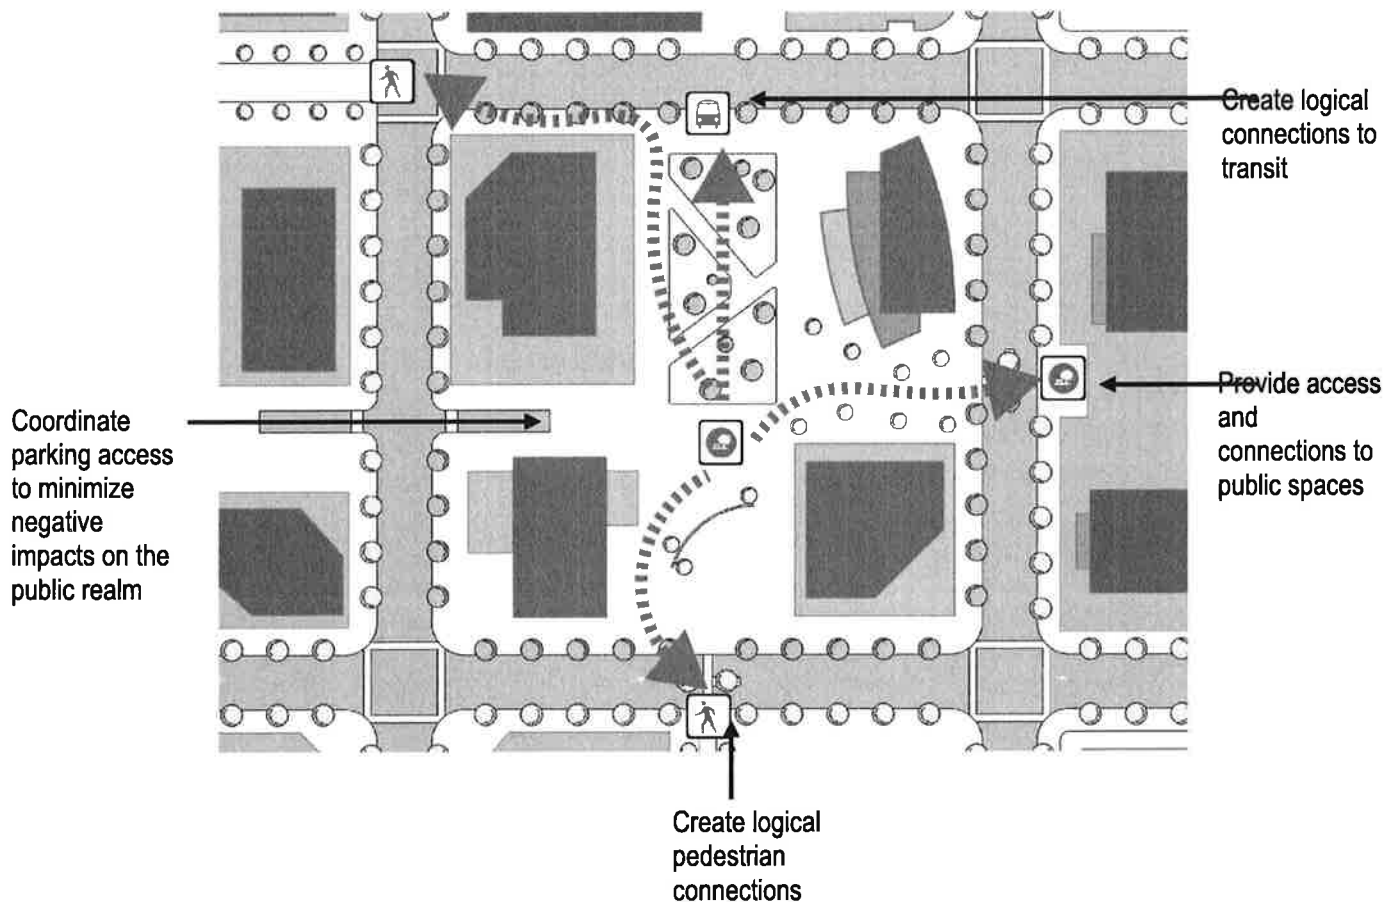 Create logical
connections to
transit
Provide access
and
connections to
public spaces
Coordinate
parking access
to minimize
negative
impacts on the
public realm
Create logical
pedestrian
connections